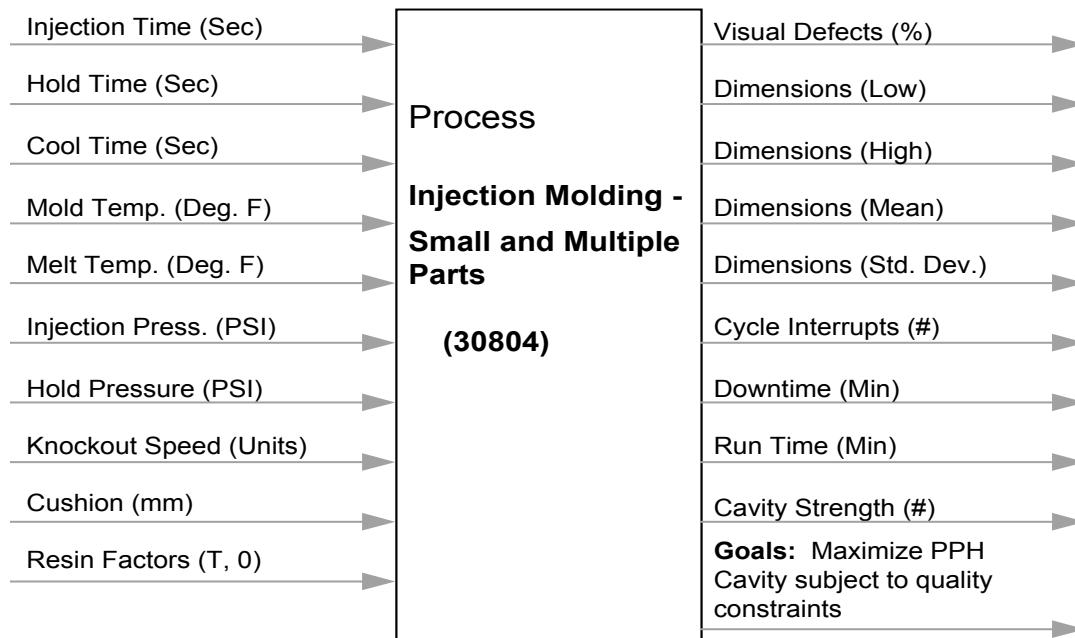 Injection Time (Sec)
Hold Time (Sec)
Cool Time (Sec)
Mold Temp. (Deg. F)
Melt Temp. (Deg. F)
Injection Press. (PSI)
Hold Pressure (PSI)
Knockout Speed (Units)
Cushion (mm)
Resin Factors (T, 0)
Process
Injection Molding -
Small and Multiple
Parts
(30804)
Visual Defects (%)
Dimensions (Low)
Dimensions (High)
Dimensions (Mean)
Dimensions (Std. Dev.)
Cycle Interrupts (#)
Downtime (Min)
Run Time (Min)
Cavity Strength (#)
Goals: Maximize PPH
Cavity subject to quality
constraints